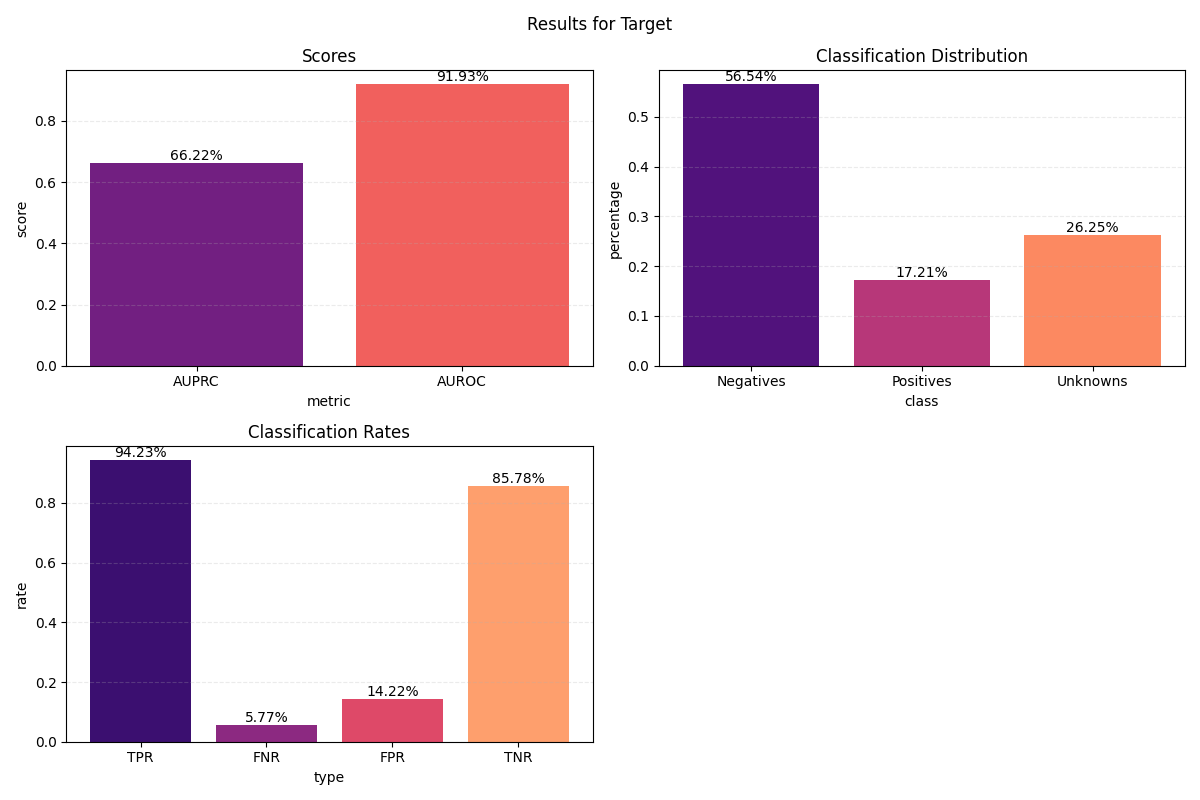 Results for Target
Scores
91.93%
66.22%
0.8
0.6
0.4
0.2
0.0
score
AUPRC
AUROC
metric
Classification Distribution
56.54%
17.21%
26.25%
0.5
0.4
0.3
0.2
0.1
0.0
percentage
Negatives
Positives
Unknowns
class
Classification Rates
94.23%
5.77%
14.22%
85.78%
0.8
0.6
0.4
0.2
0.0
rate
TPR
FNR
FPR
TNR
type